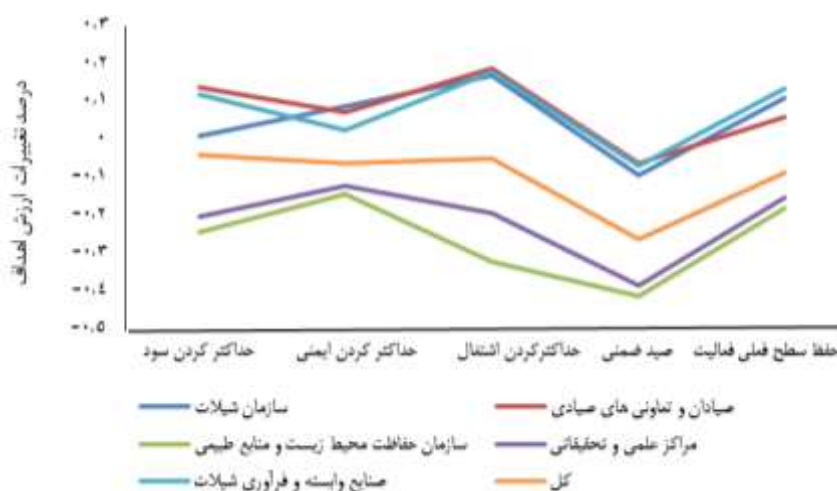 درصد تغییرات ارزش اهداف
۰.۳
۰.۲
۰.۱
۰
-۰.۱
-۰.۲
-۰.۳
-۰.۴
-۰.۵
حداکثر کردن سود حداکثر کردن ایمنی حداکثرکردن اشتغال صید ضمنی حفظ سطح فعلی فعالیت
سازمان شیلات صیادان و تعاونی های صیادی
سازمان حفاظت محیط زیست و منابع طبیعی مراکز علمی و تحقیقاتی
صنایع وابسته و فرآوری شیلات کل